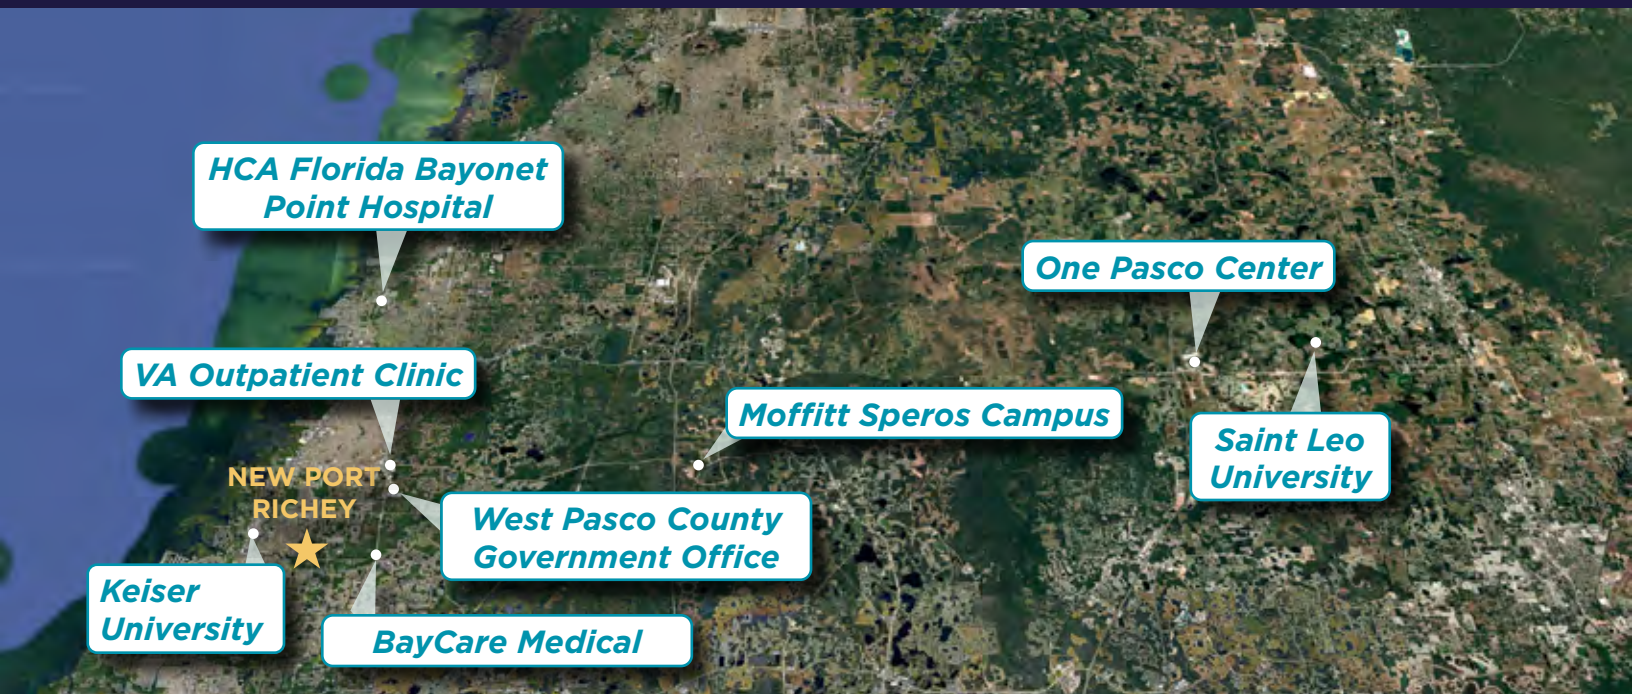 HCA Florida Bayonet
Point Hospital
One Pasco Center
VA Outpatient Clinic
Moffitt Speros Campus
Saint Leo
University
NEW PORT
RICHEY
West Pasco County
Government Office
Keiser
University
BayCare Medical